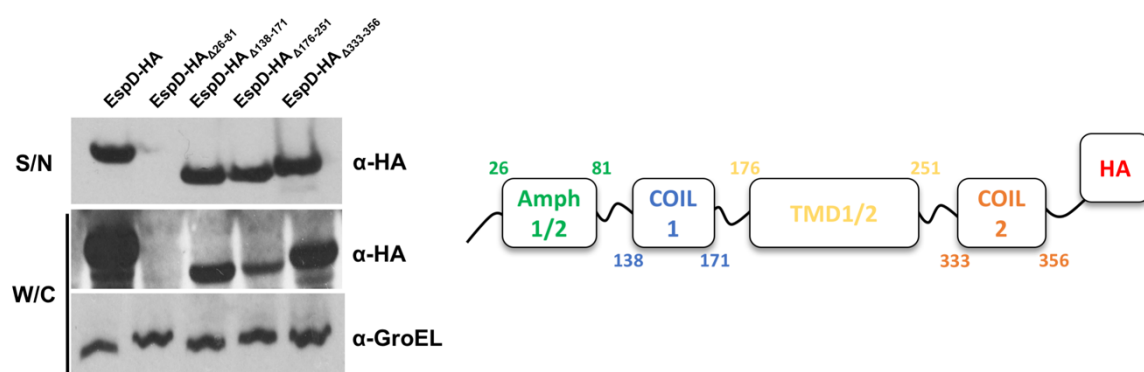 EspD-HA
EspD-HAΔ26-81
EspD-HAΔ138-171
EspD-HAΔ176-251
EspD-HAΔ333-356
S/N
α-HA
W/C
α-HA
α-GroEL
26 81 176 251
Amph
1/2
COIL
1
TMD1/2
COIL
2
HA
138 171 333 356